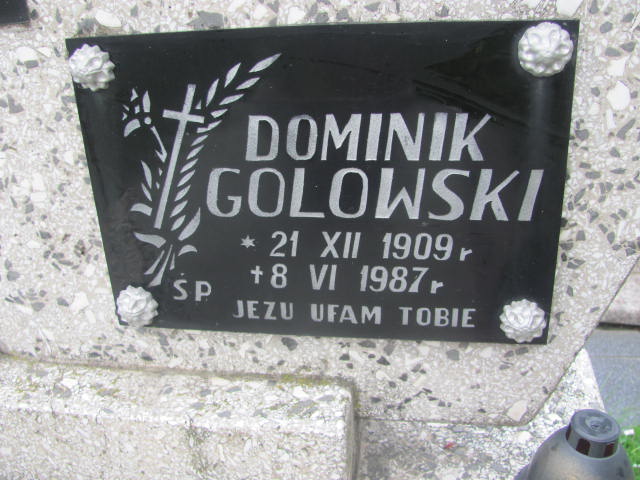 DOMINIK
GOLOWSKI
* 21 XII 1909 r
† 8 VI 1987 r
ŚP
JEZU UFAM TOBIE